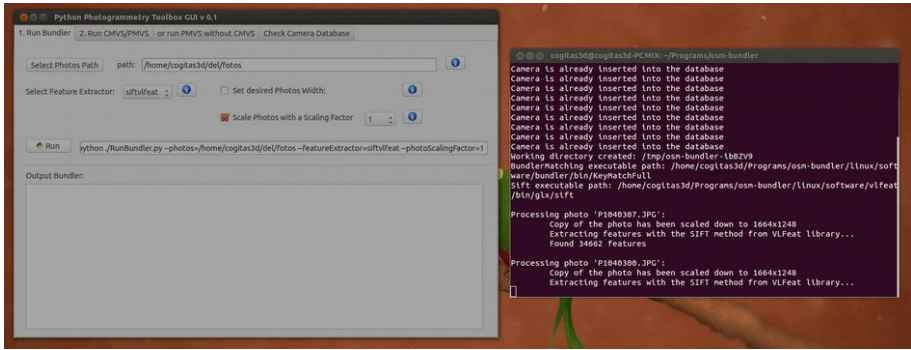 Python Photogrammetry Toolbox GUI v 0.1
1. Run Bundler 2. Run CMVS/PMVS or run PMVS without CMVS Check Camera Database
Select Photos Path path: /home/cogitas3d/del/fotos
Select Feature Extractor: siftvlfeat Set desired Photos Width:
Scale Photos with a Scaling Factor 1
Run python ./RunBundler.py --photos=/home/cogitas3d/del/fotos --featureExtractor=siftvlfeat --photoScalingFactor=1
Output Bundler:
cogitas3d@cogitas3d-PCMIX: ~/Programs/osm-bundler
Camera is already inserted into the database
Camera is already inserted into the database
Camera is already inserted into the database
Camera is already inserted into the database
Camera is already inserted into the database
Camera is already inserted into the database
Camera is already inserted into the database
Camera is already inserted into the database
Camera is already inserted into the database
Working directory created: /tmp/osm-bundler-ibBZV9
BundlerMatching executable path: /home/cogitas3d/Programs/osm-bundler/linux/soft
ware/bundler/bin/KeyMatchFull
Sift executable path: /home/cogitas3d/Programs/osm-bundler/linux/software/vlfeat
/bin/glx/sift
Processing photo 'P1040307.JPG':
Copy of the photo has been scaled down to 1664x1248
Extracting features with the SIFT method from VLFeat library...
Found 34662 features
Processing photo 'P1040300.JPG':
Copy of the photo has been scaled down to 1664x1248
Extracting features with the SIFT method from VLFeat library...